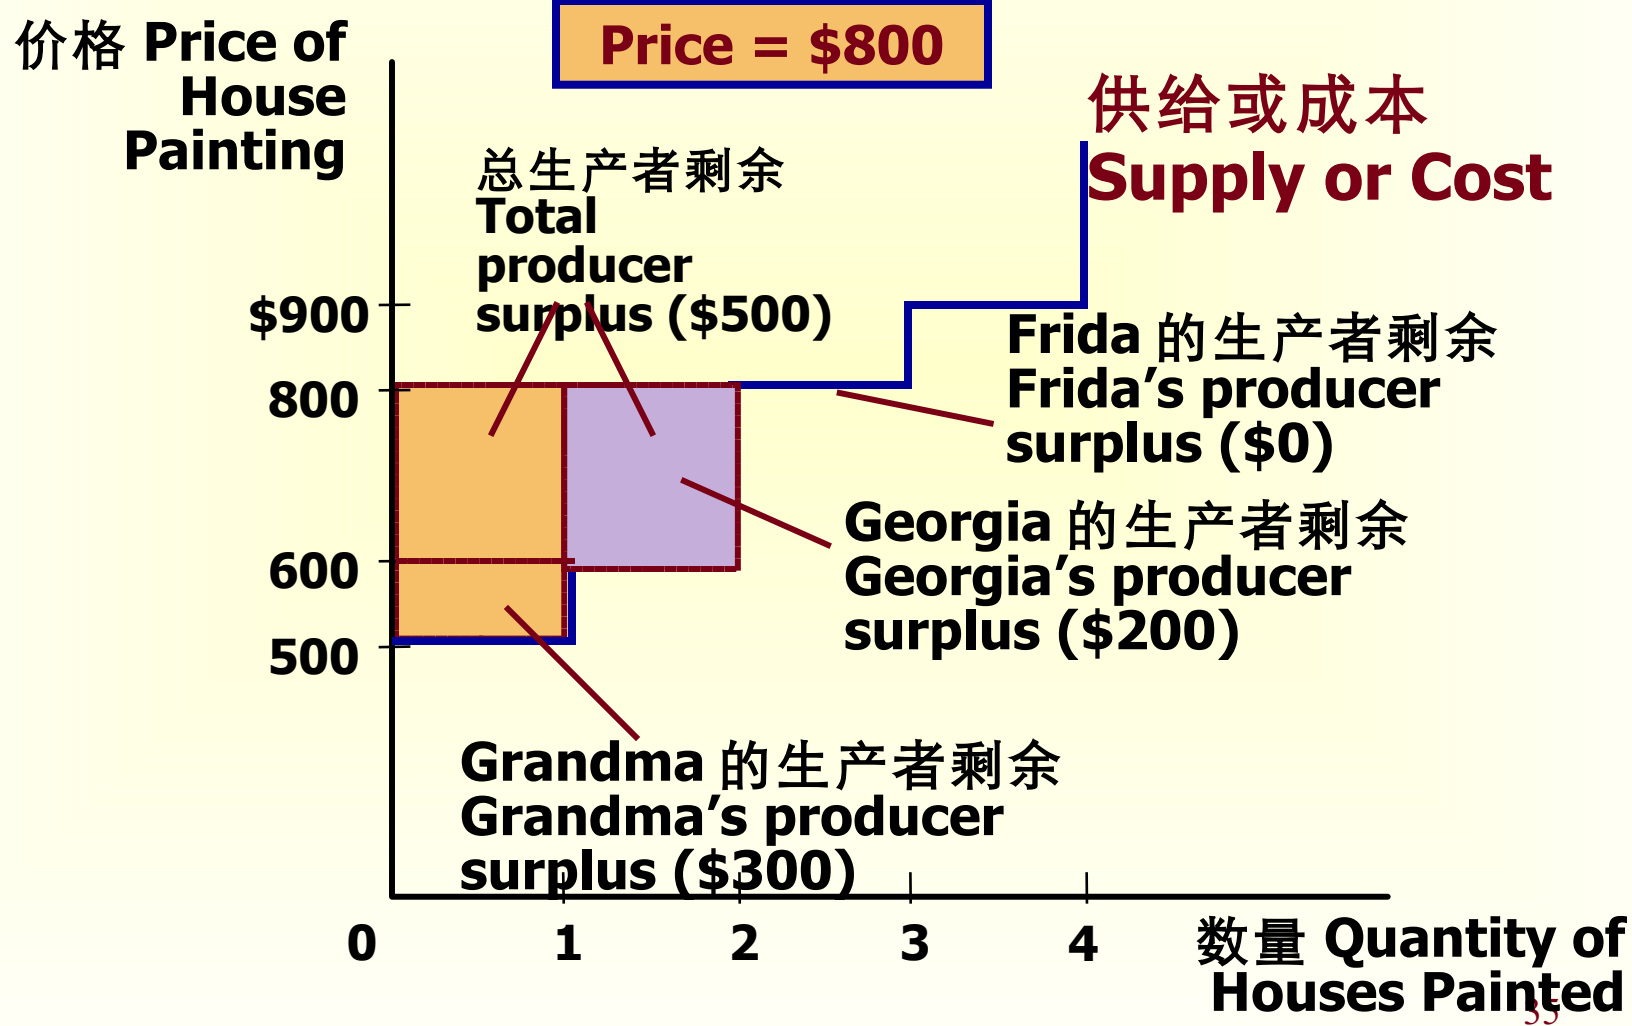 价格 Price of
House
Painting
Price = $800
供给或成本
Supply or Cost
总生产者剩余
Total
producer
surplus ($500)
$900
800
600
500
Frida 的生产者剩余
Frida’s producer
surplus ($0)
Georgia 的生产者剩余
Georgia’s producer
surplus ($200)
Grandma 的生产者剩余
Grandma’s producer
surplus ($300)
0 1 2 3 4
数量 Quantity of
Houses Painted
35